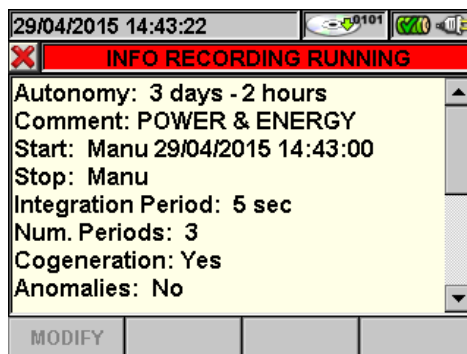 29/04/2015 14:43:22
0101
INFO RECORDING RUNNING
Autonomy: 3 days - 2 hours
Comment: POWER & ENERGY
Start: Manu 29/04/2015 14:43:00
Stop: Manu
Integration Period: 5 sec
Num. Periods: 3
Cogeneration: Yes
Anomalies: No
MODIFY